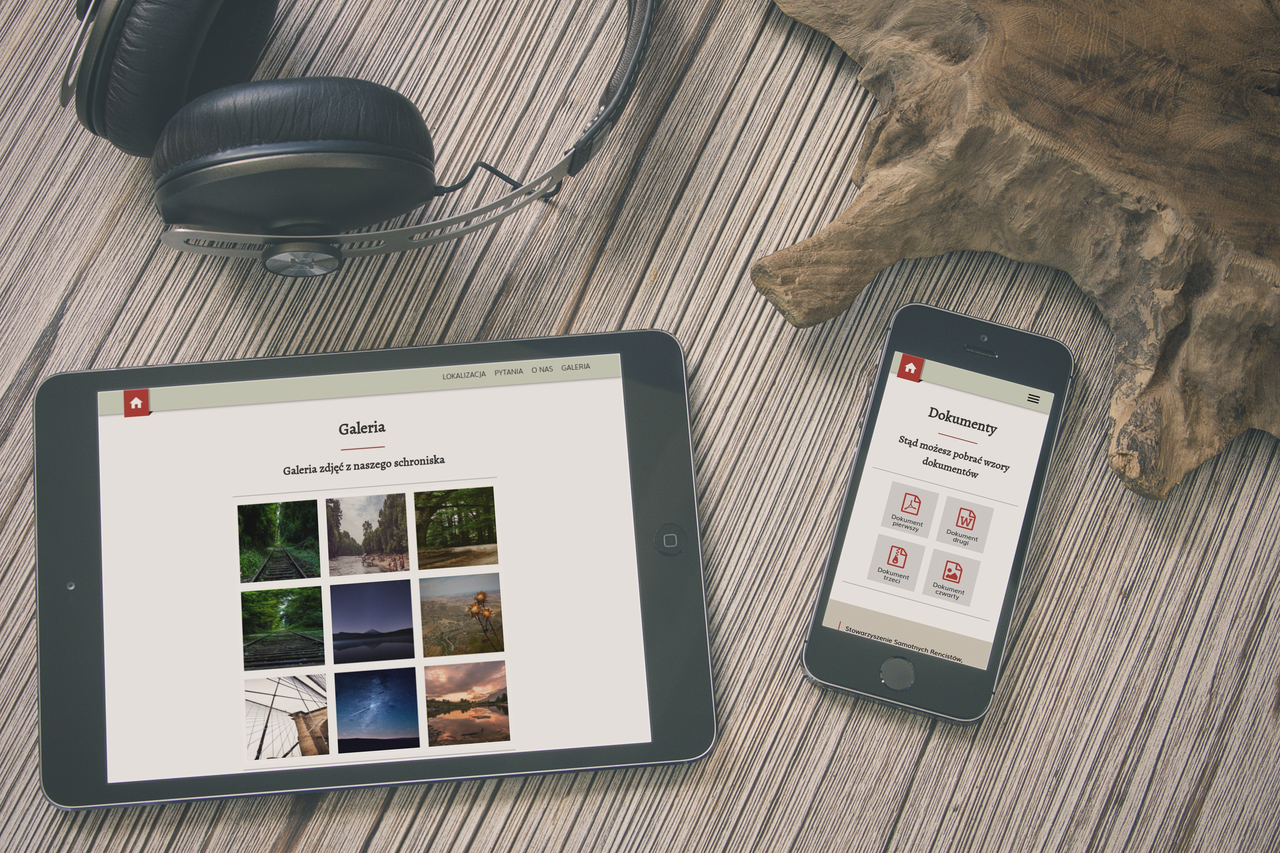 LOKALIZACJA PYTANIA O NAS GALERIA
Galeria
Galeria zdjęć z naszego schroniska
Dokumenty
Stąd możesz pobrać wzory
dokumentów
Dokument
pierwszy
Dokument
drugi
Dokument
trzeci
Dokument
czwarty
Stowarzyszenie Samotnych Rencistów,